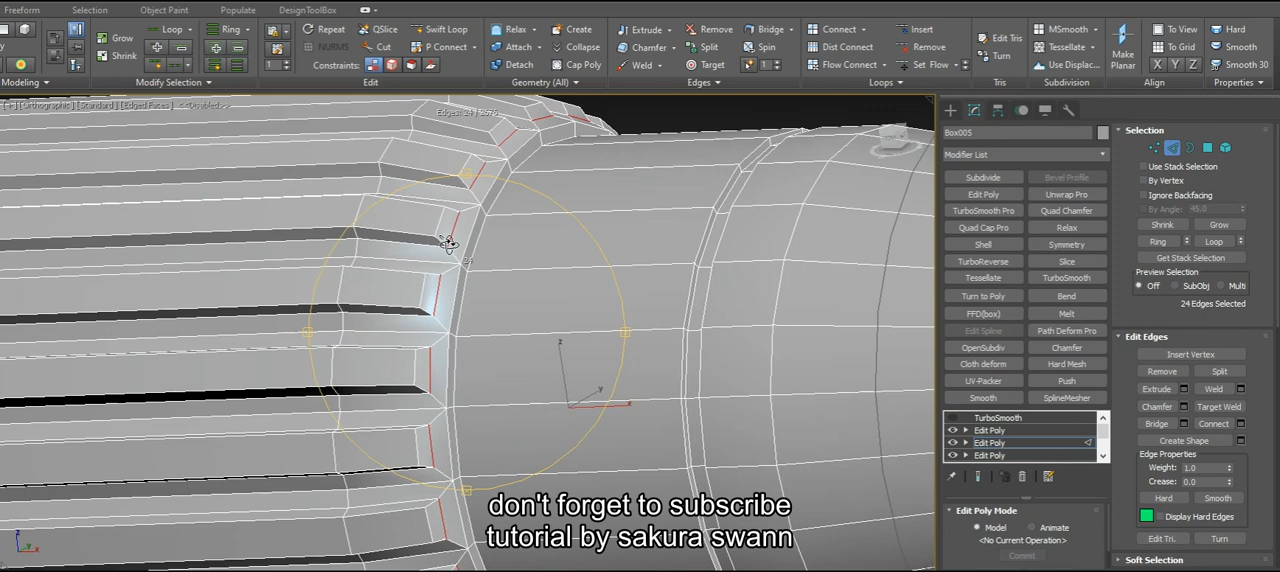 Freeform Selection Object Paint Populate DesignToolBox
Grow Loop Ring Repeat QSlice Swift Loop Relax Create Extrude Remove Bridge Connect Insert MSmooth To View Hard
Shrink NURMS Cut P Connect Attach Collapse Chamfer Split Spin Dist Connect Remove Edit Tris Tessellate Make Planar To Grid Smooth
1 Constraints: Detach Cap Poly Weld Target 1 Flow Connect Set Flow Turn Use Displac... X Y Z Smooth 30
Modeling Modify Selection Edit Geometry (All) Edges Loops Tris Subdivision Align Properties
[+] [Orthographic] [Standard] [Edged Faces] <<Disabled>>
24
z
y
x
z
x
Box005
Modifier List
Subdivide Bevel Profile
Edit Poly Unwrap Pro
TurboSmooth Pro Quad Chamfer
Quad Cap Pro Relax
Shell Symmetry
TurboReverse Slice
Tessellate TurboSmooth
Turn to Poly Bend
FFD(box) Melt
Edit Spline Path Deform Pro
OpenSubdiv Chamfer
Cloth deform Hard Mesh
UV-Packer Push
Smooth SplineMesher
TurboSmooth
Edit Poly
Edit Poly
Edit Poly
Edit Poly Mode
Model Animate
<No Current Operation>
Commit
Selection
Use Stack Selection
By Vertex
Ignore Backfacing
By Angle: 45.0
Shrink Grow
Ring Loop
Get Stack Selection
Preview Selection
Off SubObj Multi
24 Edges Selected
Edit Edges
Insert Vertex
Remove Split
Extrude Weld
Chamfer Target Weld
Bridge Connect
Create Shape
Edge Properties
Weight: 1.0
Crease: 0.0
Hard Smooth
Display Hard Edges
Edit Tri. Turn
Soft Selection
don't forget to subscribe
tutorial by sakura swann